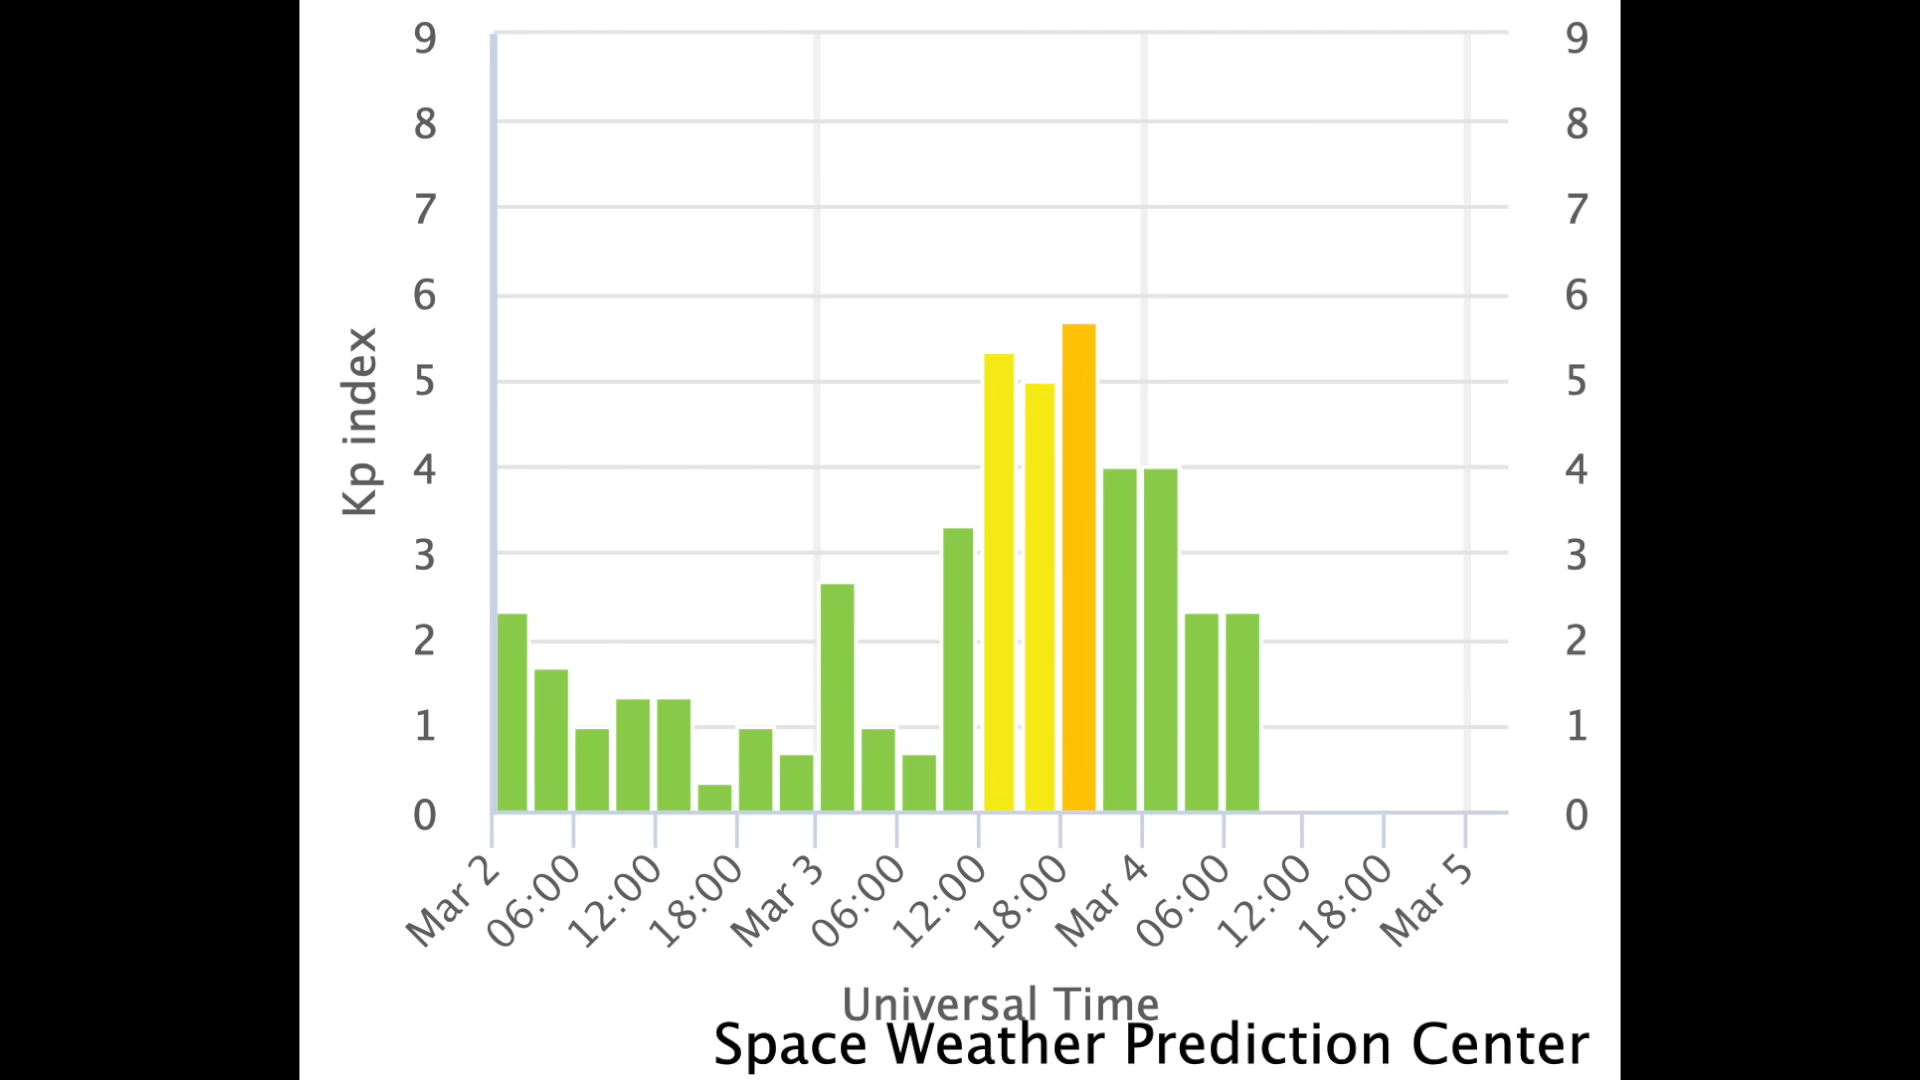 9 9
8 8
7 7
6 6
5 5
4 4
3 3
2 2
1 1
0 0
Kp index
Mar 2 06:00 12:00 18:00 Mar 3 06:00 12:00 18:00 Mar 4 06:00 12:00 18:00 Mar 5
Universal Time
Space Weather Prediction Center